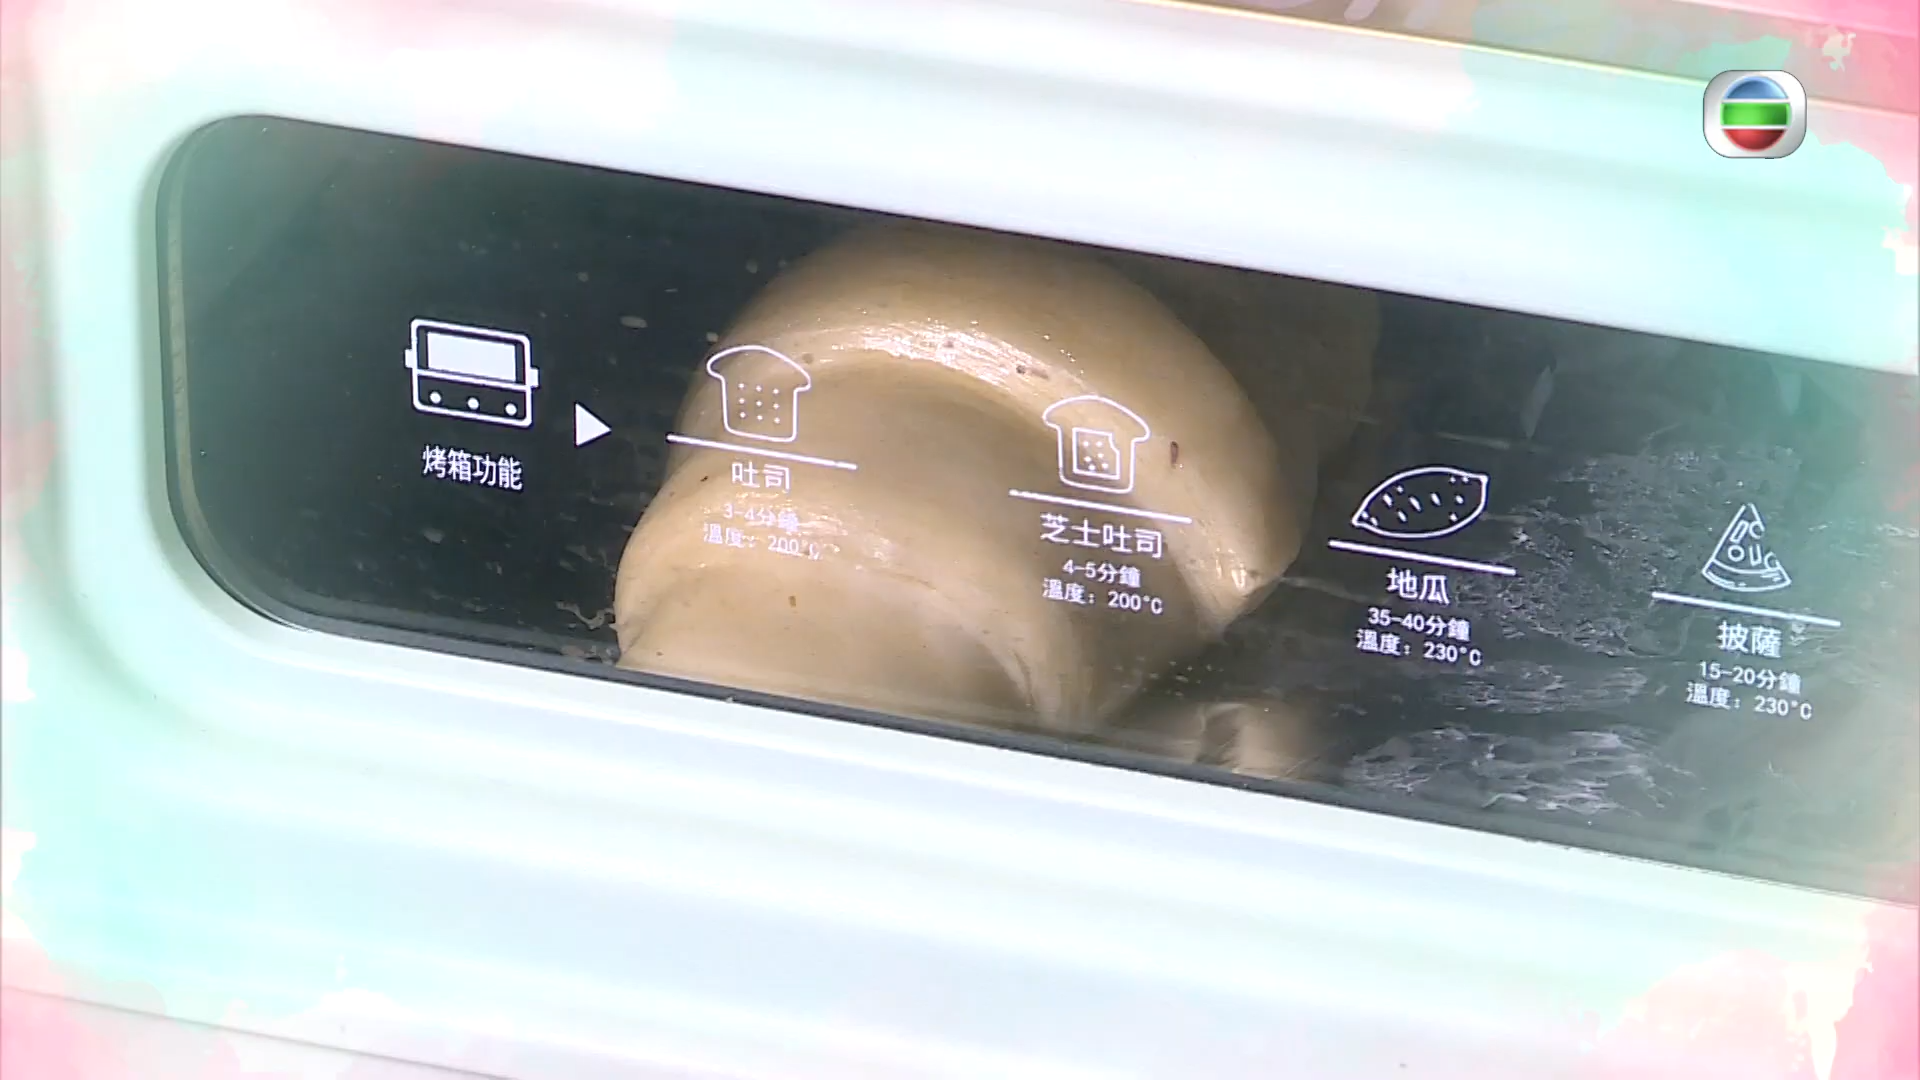 烤箱功能
吐司
3-4分鐘
溫度：200°C
芝士吐司
4-5分鐘
溫度：200°C
地瓜
35-40分鐘
溫度：230°C
披薩
15-20分鐘
溫度：230°C